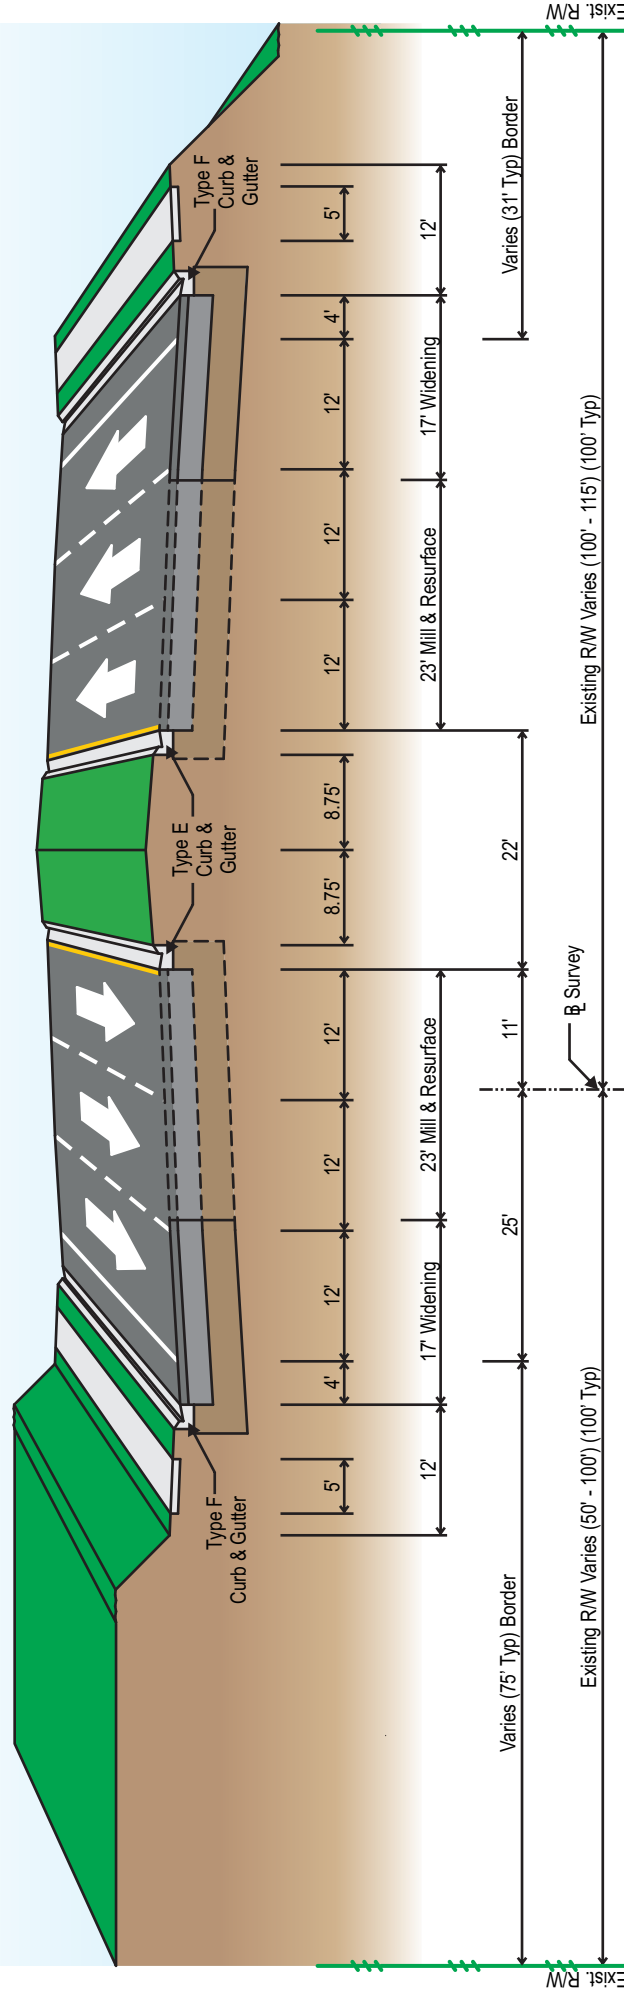 Type F
Curb & Gutter
Type E
Curb &
Gutter
Type F
Curb &
Gutter
5'
4'
12'
12'
12'
8.75'
8.75'
12'
12'
12'
4'
5'
12'
17' Widening
23' Mill & Resurface
23' Mill & Resurface
17' Widening
12'
Varies (75' Typ) Border
25'
11'
22'
Varies (31' Typ) Border
BL Survey
Existing R/W Varies (50' - 100') (100' Typ)
Existing R/W Varies (100' - 115') (100' Typ)
Exist. R/W
Exist. R/W